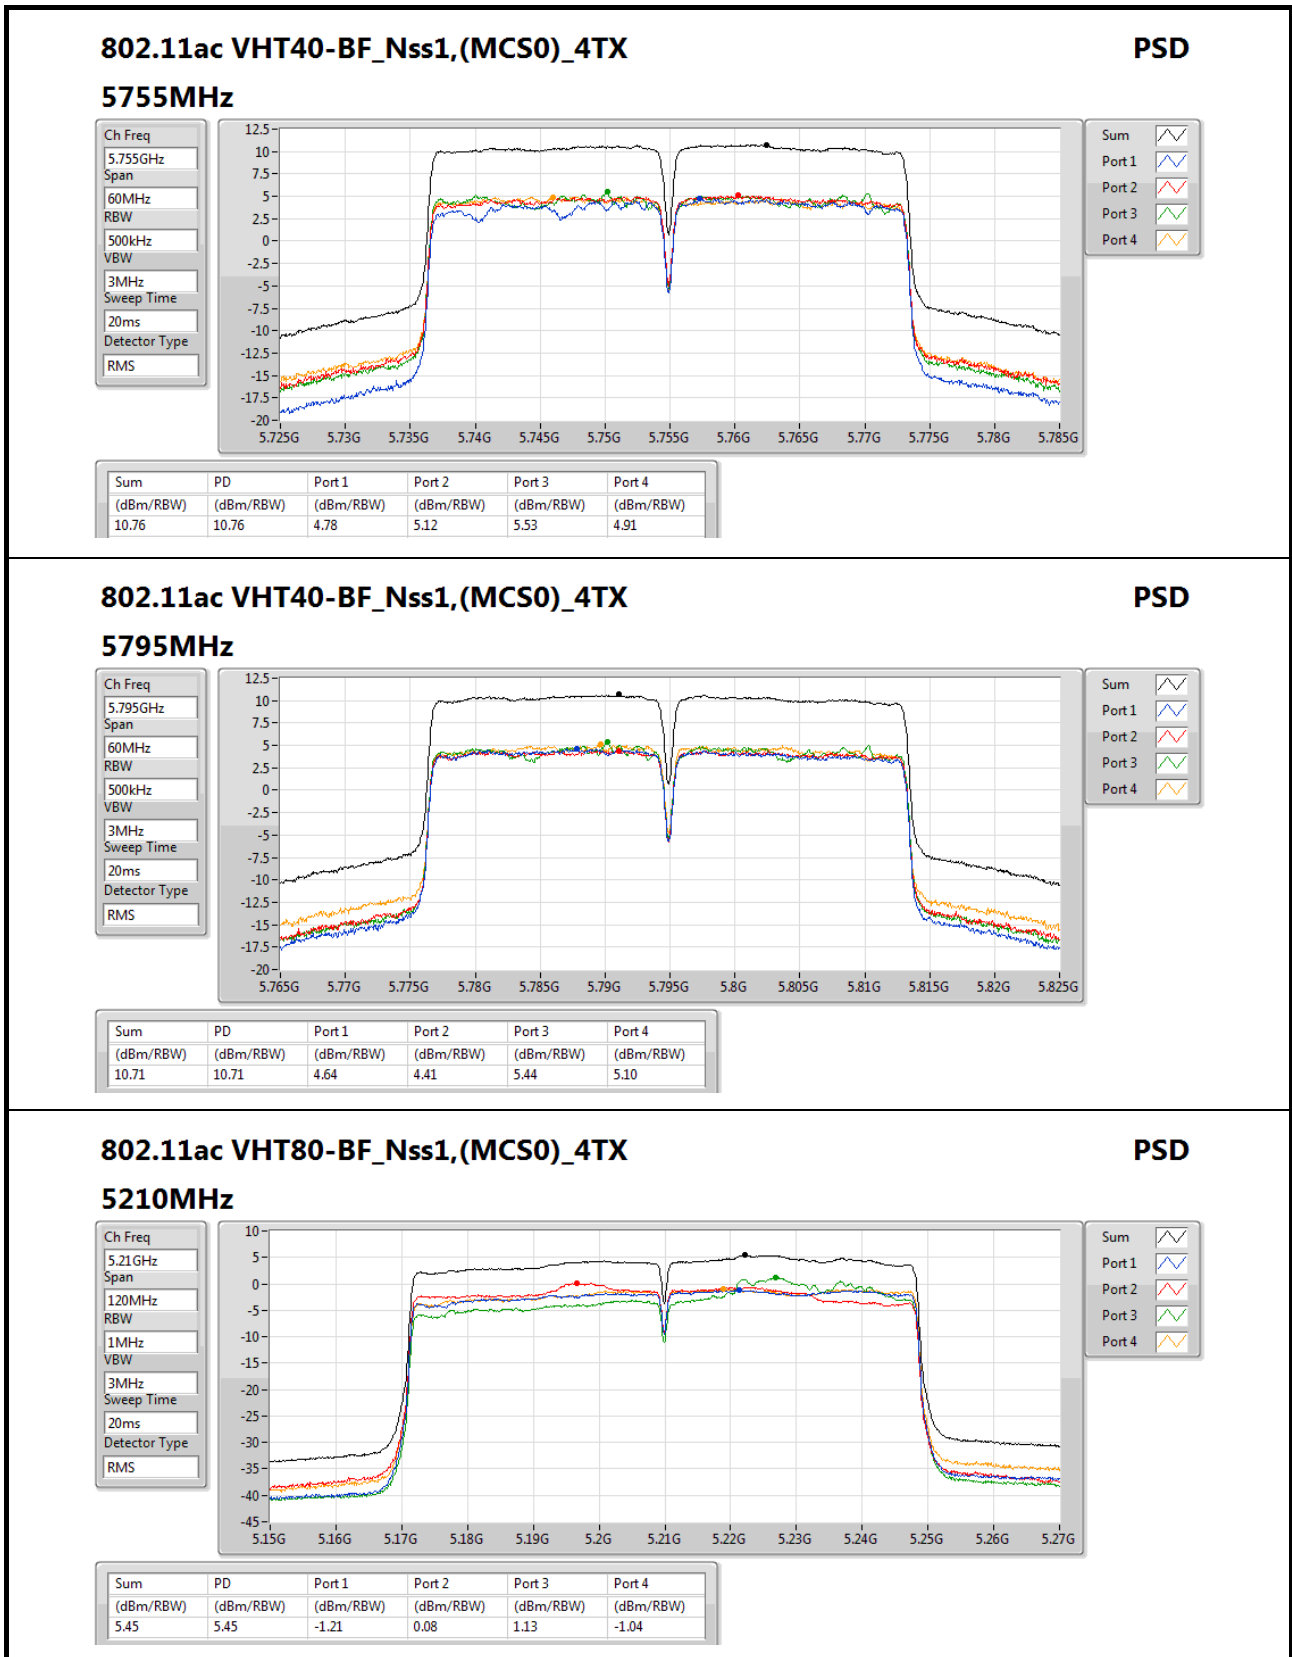 802.11ac VHT40-BF_Nss1,(MCS0)_4TX PSD
5755MHz
Ch Freq
5.755GHz
Span
60MHz
RBW
500kHz
VBW
3MHz
Sweep Time
20ms
Detector Type
RMS
12.5
10
7.5
5
2.5
0
-2.5
-5
-7.5
-10
-12.5
-15
-17.5
-20
5.725G 5.73G 5.735G 5.74G 5.745G 5.75G 5.755G 5.76G 5.765G 5.77G 5.775G 5.78G 5.785G
Sum
Port 1
Port 2
Port 3
Port 4
Sum PD Port 1 Port 2 Port 3 Port 4
(dBm/RBW) (dBm/RBW) (dBm/RBW) (dBm/RBW) (dBm/RBW) (dBm/RBW)
10.76 10.76 4.78 5.12 5.53 4.91
802.11ac VHT40-BF_Nss1,(MCS0)_4TX PSD
5795MHz
Ch Freq
5.795GHz
Span
60MHz
RBW
500kHz
VBW
3MHz
Sweep Time
20ms
Detector Type
RMS
12.5
10
7.5
5
2.5
0
-2.5
-5
-7.5
-10
-12.5
-15
-17.5
-20
5.765G 5.77G 5.775G 5.78G 5.785G 5.79G 5.795G 5.8G 5.805G 5.81G 5.815G 5.82G 5.825G
Sum
Port 1
Port 2
Port 3
Port 4
Sum PD Port 1 Port 2 Port 3 Port 4
(dBm/RBW) (dBm/RBW) (dBm/RBW) (dBm/RBW) (dBm/RBW) (dBm/RBW)
10.71 10.71 4.64 4.41 5.44 5.10
802.11ac VHT80-BF_Nss1,(MCS0)_4TX PSD
5210MHz
Ch Freq
5.21GHz
Span
120MHz
RBW
1MHz
VBW
3MHz
Sweep Time
20ms
Detector Type
RMS
10
5
0
-5
-10
-15
-20
-25
-30
-35
-40
-45
5.15G 5.16G 5.17G 5.18G 5.19G 5.2G 5.21G 5.22G 5.23G 5.24G 5.25G 5.26G 5.27G
Sum
Port 1
Port 2
Port 3
Port 4
Sum PD Port 1 Port 2 Port 3 Port 4
(dBm/RBW) (dBm/RBW) (dBm/RBW) (dBm/RBW) (dBm/RBW) (dBm/RBW)
5.45 5.45 -1.21 0.08 1.13 -1.04